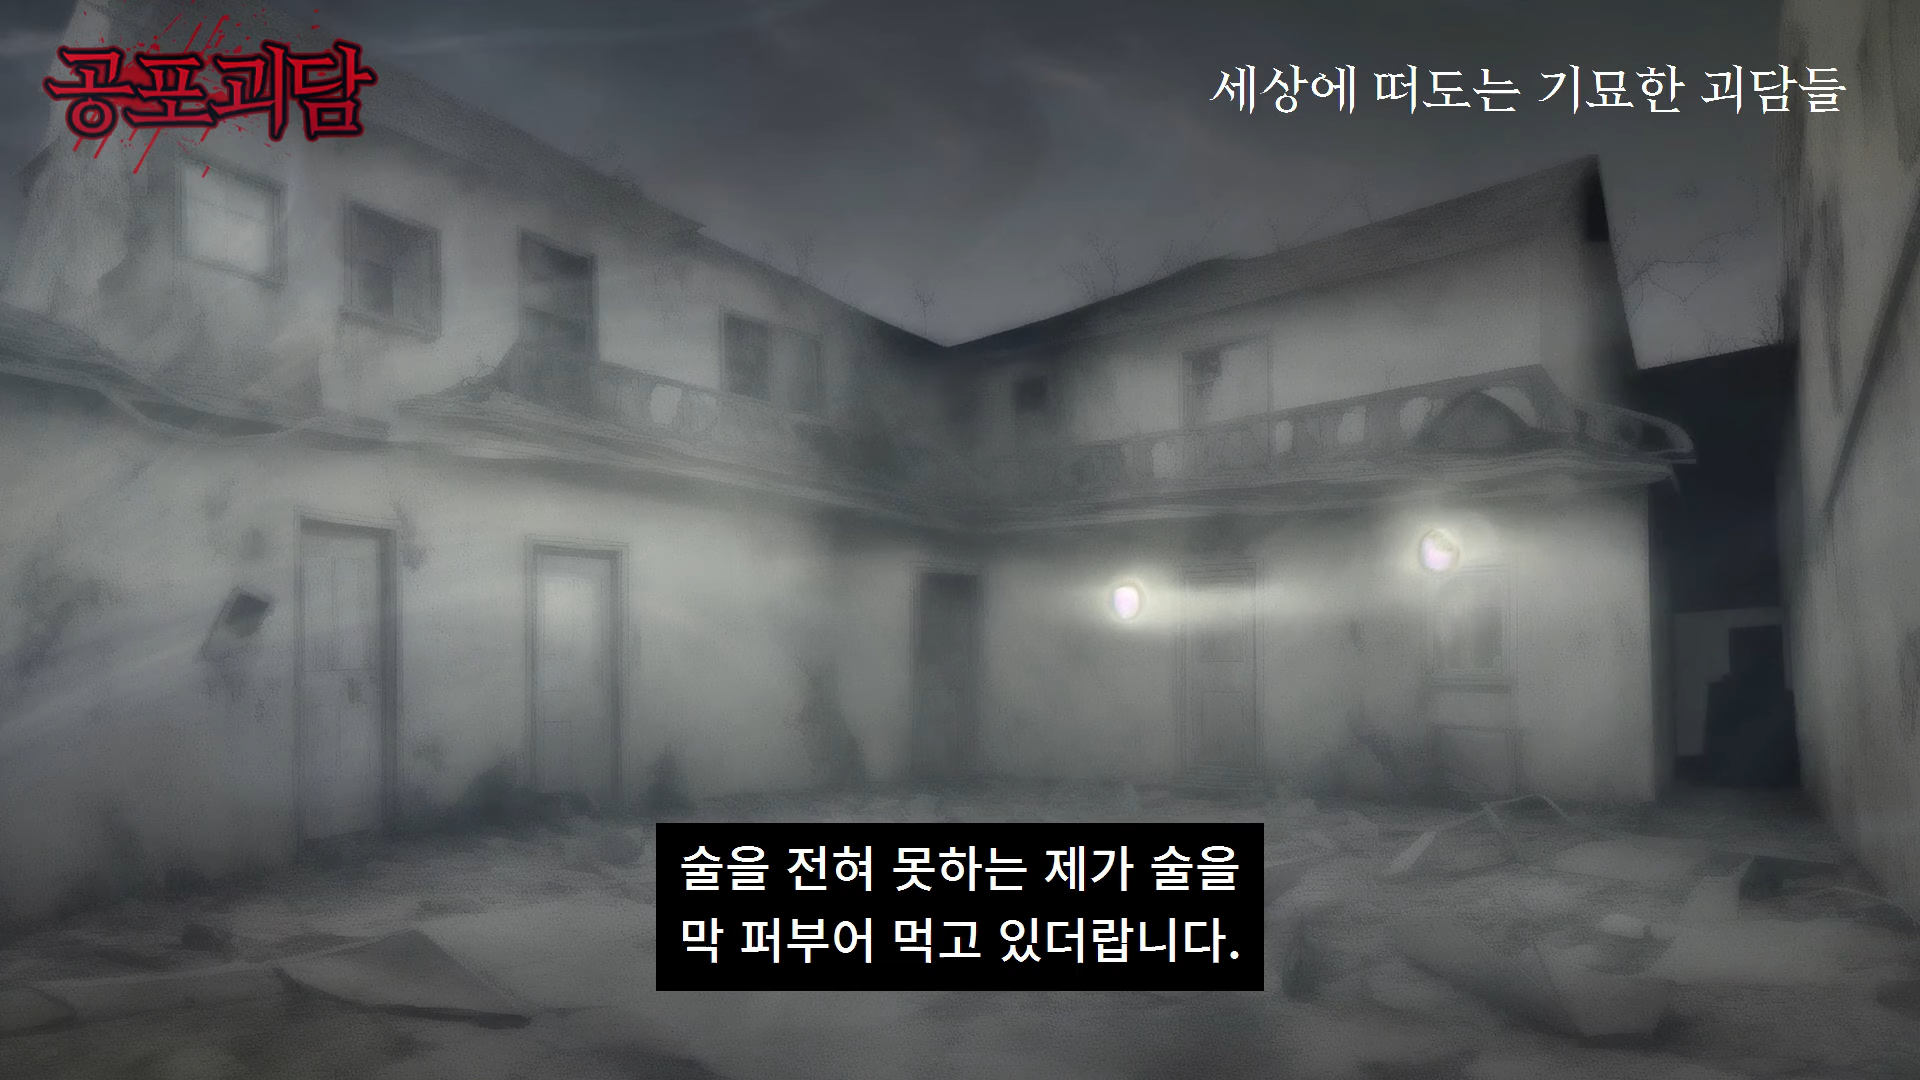 공포괴담
세상에 떠도는 기묘한 괴담들
술을 전혀 못하는 제가 술을
막 퍼부어 먹고 있더랍니다.